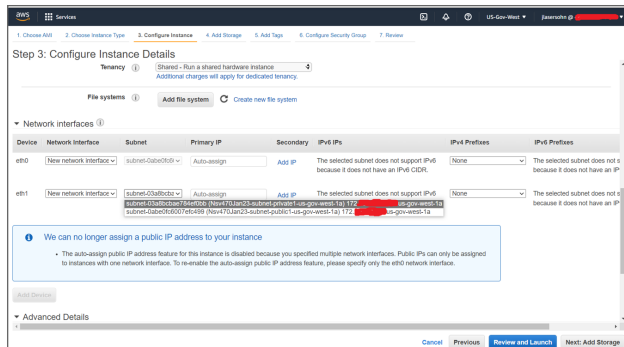 aws Services US-Gov-West jlasersohn @
1. Choose AMI 2. Choose Instance Type 3. Configure Instance 4. Add Storage 5. Add Tags 6. Configure Security Group 7. Review
Step 3: Configure Instance Details
Tenancy Shared - Run a shared hardware instance
Additional charges will apply for dedicated tenancy.
File systems Add file system Create new file system
Network interfaces
Device Network Interface Subnet Primary IP Secondary IPv6 IPs IPv4 Prefixes IPv6 Prefixes
eth0 New network interface subnet-0abe0fc6 Auto-assign Add IP The selected subnet does not support IPv6 None The selected subnet does not s
because it does not have an IPv6 CIDR. because it does not have an IP
eth1 New network interface subnet-03a8bcba Auto-assign Add IP The selected subnet does not support IPv6 None The selected subnet does not s
subnet-03a8bcbae784ef0bb (Nsv470Jan23-subnet-private1-us-gov-west-1a) 172. us-gov-west-1a because it does not have an IP
subnet-0abe0fc6007efc499 (Nsv470Jan23-subnet-public1-us-gov-west-1a) 172. us-gov-west-1a
We can no longer assign a public IP address to your instance
• The auto-assign public IP address feature for this instance is disabled because you specified multiple network interfaces. Public IPs can only be assigned
to instances with one network interface. To re-enable the auto-assign public IP address feature, please specify only the eth0 network interface.
Add Device
Advanced Details
Cancel Previous Review and Launch Next: Add Storage